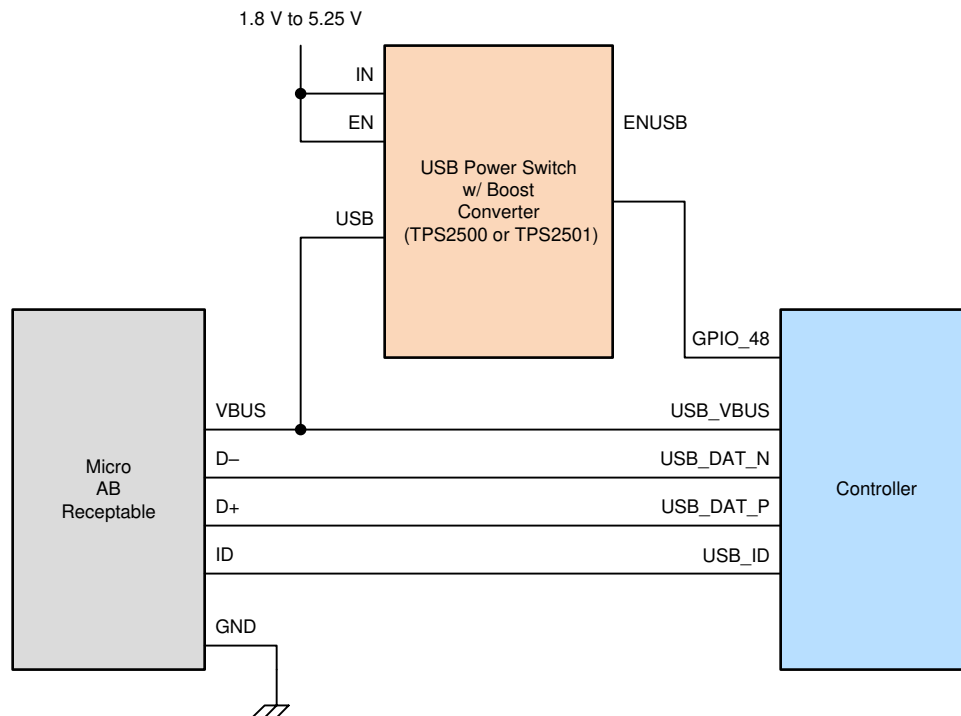 1.8 V to 5.25 V
IN
EN
ENUSB
USB Power Switch
w/ Boost
Converter
(TPS2500 or TPS2501)
USB
GPIO_48
VBUS
USB_VBUS
D–
USB_DAT_N
Micro
AB
Receptable
Controller
D+
USB_DAT_P
ID
USB_ID
GND